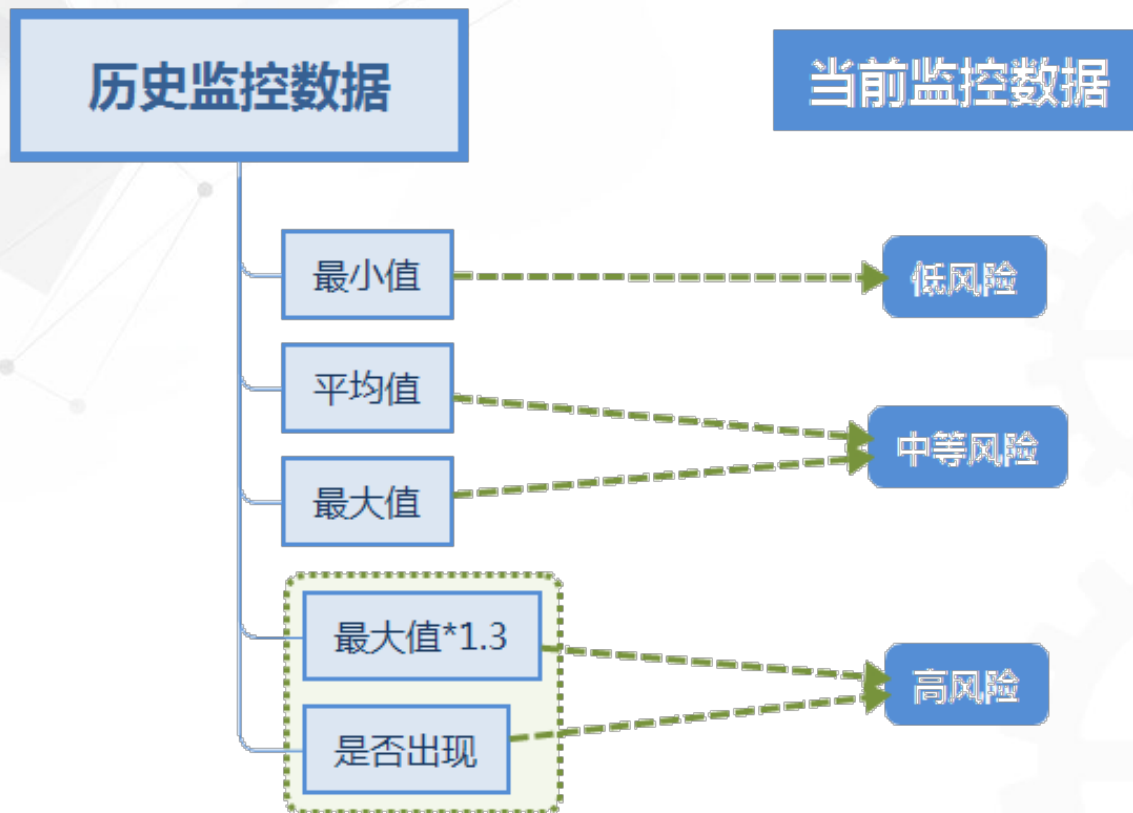 历史监控数据
当前监控数据
最小值
低风险
平均值
中等风险
最大值
最大值*1.3
高风险
是否出现